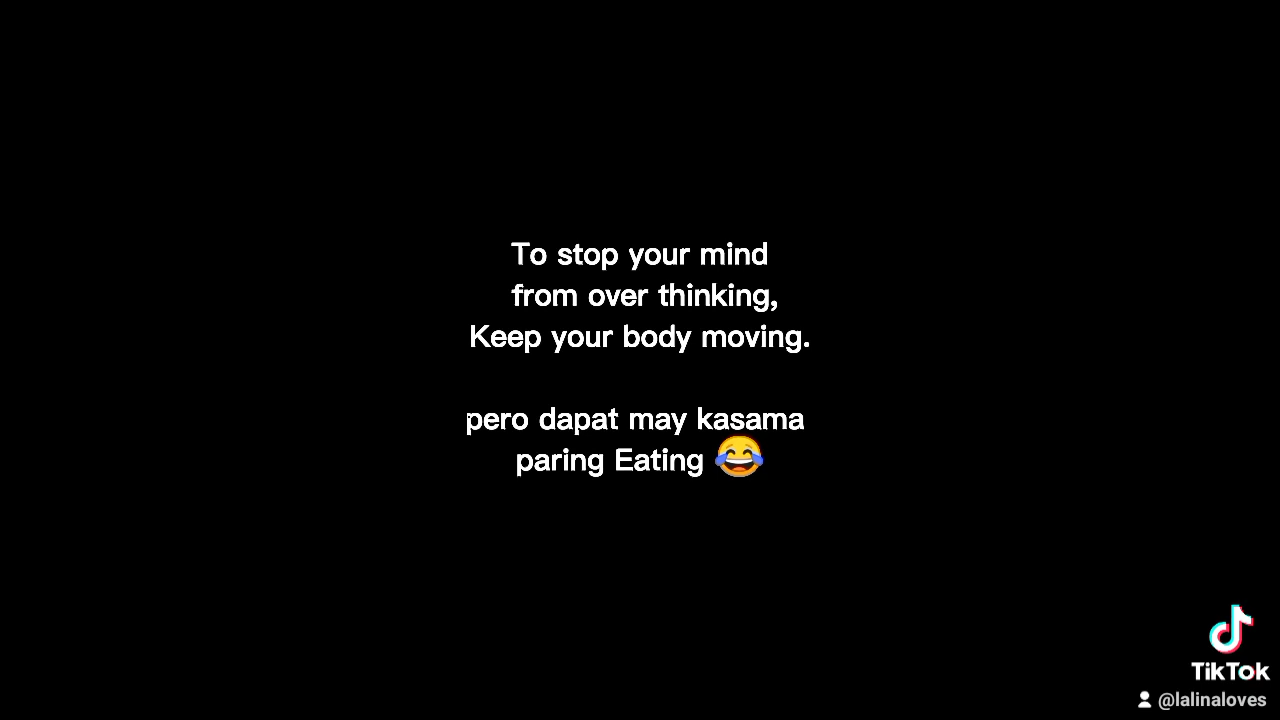 To stop your mind
from over thinking,
Keep your body moving.
pero dapat may kasama
paring Eating 😂
TikTok
@lalinaloves